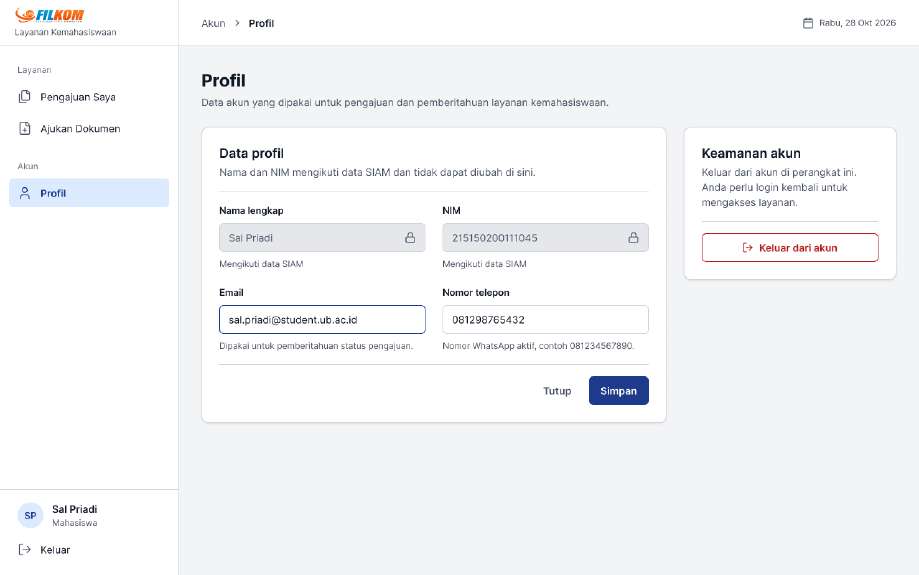 FILKOM
Layanan Kemahasiswaan
Akun > Profil
Rabu, 28 Okt 2026
Layanan
Pengajuan Saya
Ajukan Dokumen
Akun
Profil
Profil
Data akun yang dipakai untuk pengajuan dan pemberitahuan layanan kemahasiswaan.
Data profil
Nama dan NIM mengikuti data SIAM dan tidak dapat diubah di sini.
Nama lengkap
Sal Priadi
Mengikuti data SIAM
NIM
215150200111045
Mengikuti data SIAM
Email
sal.priadi@student.ub.ac.id
Dipakai untuk pemberitahuan status pengajuan.
Nomor telepon
081298765432
Nomor WhatsApp aktif, contoh 081234567890.
Tutup
Simpan
Keamanan akun
Keluar dari akun di perangkat ini.
Anda perlu login kembali untuk
mengakses layanan.
Keluar dari akun
SP
Sal Priadi
Mahasiswa
Keluar